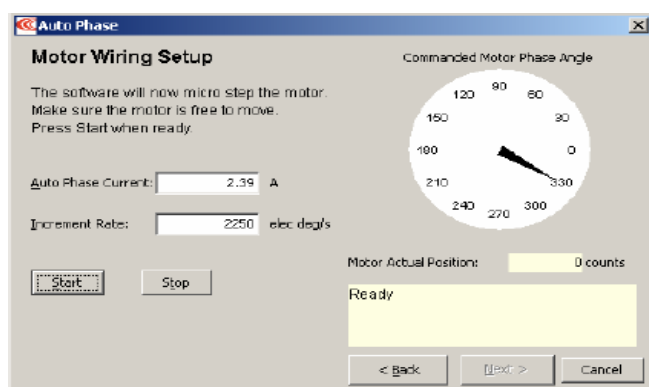 Auto Phase
Motor Wiring Setup
The software will now micro step the motor.
Make sure the motor is free to move.
Press Start when ready.
Auto Phase Current: 2.39 A
Increment Rate: 2250 elec deg/s
Start Stop
Commanded Motor Phase Angle
90
120 60
150 30
180 0
210 330
240 300
270
Motor Actual Position: 0 counts
Ready
< Back Next > Cancel